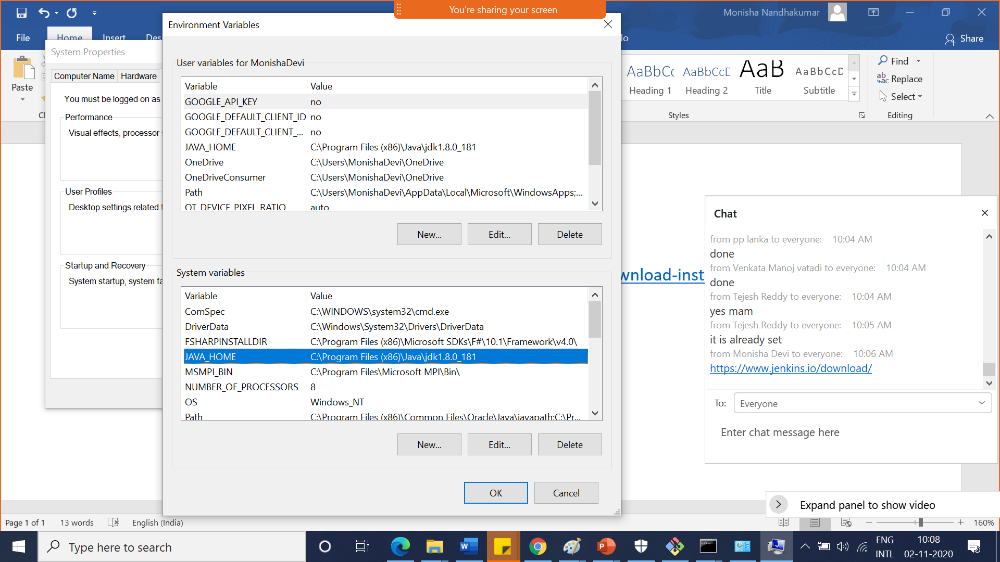 You're sharing your screen
Monisha Nandhakumar
File
Home
Insert
Share
System Properties
Computer Name
Hardware
You must be logged on as
Performance
Visual effects, processor
User Profiles
Desktop settings related
Startup and Recovery
System startup, system fa
Paste
Environment Variables
User variables for MonishaDevi
Variable Value
GOOGLE_API_KEY no
GOOGLE_DEFAULT_CLIENT_ID no
GOOGLE_DEFAULT_CLIENT_... no
JAVA_HOME C:\Program Files (x86)\Java\jdk1.8.0_181
OneDrive C:\Users\MonishaDevi\OneDrive
OneDriveConsumer C:\Users\MonishaDevi\OneDrive
Path C:\Users\MonishaDevi\AppData\Local\Microsoft\WindowsApps;...
QT_DEVICE_PIXEL_RATIO auto
New... Edit... Delete
System variables
Variable Value
ComSpec C:\WINDOWS\system32\cmd.exe
DriverData C:\Windows\System32\Drivers\DriverData
FSHARPINSTALLDIR C:\Program Files (x86)\Microsoft SDKs\F#\10.1\Framework\v4.0\
JAVA_HOME C:\Program Files (x86)\Java\jdk1.8.0_181
MSMPI_BIN C:\Program Files\Microsoft MPI\Bin\
NUMBER_OF_PROCESSORS 8
OS Windows_NT
Path C:\Program Files (x86)\Common Files\Oracle\Java\javapath;C:\Pr...
New... Edit... Delete
OK Cancel
AaBbCc AaBbCcD AaB AaBbCcD
Heading 1 Heading 2 Title Subtitle
Styles
Find
Replace
Select
Editing
wnload-inst
Chat
from pp lanka to everyone: 10:04 AM
done
from Venkata Manoj vatadi to everyone: 10:04 AM
done
from Tejesh Reddy to everyone: 10:04 AM
yes mam
from Tejesh Reddy to everyone: 10:05 AM
it is already set
from Monisha Devi to everyone: 10:06 AM
https://www.jenkins.io/download/
To: Everyone
Enter chat message here
Expand panel to show video
Page 1 of 1 13 words English (India) 160%
Type here to search
ENG 10:08
INTL 02-11-2020